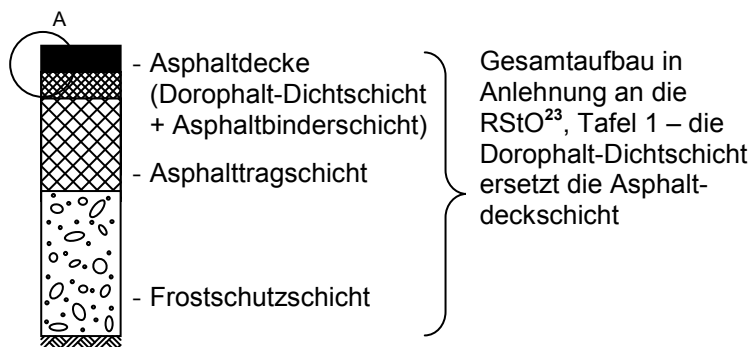 A
- Asphaltdecke
(Dorophalt-Dichtschicht
+ Asphaltbinderschicht)
- Asphalttragschicht
- Frostschutzschicht
Gesamtaufbau in
Anlehnung an die
RStO²³, Tafel 1 – die
Dorophalt-Dichtschicht
ersetzt die Asphalt-
deckschicht